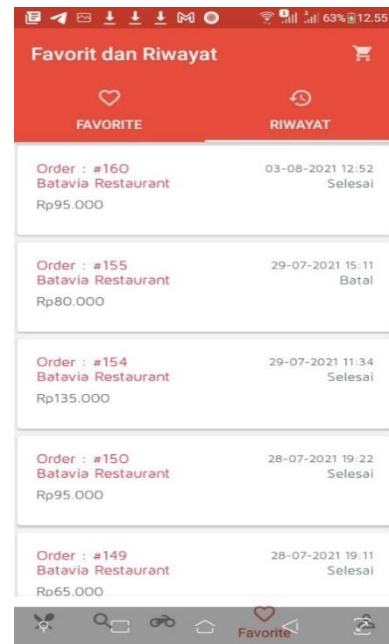 63% 12.55
Favorit dan Riwayat
FAVORITE
RIWAYAT
Order : #160
03-08-2021 12:52
Batavia Restaurant
Selesai
Rp95.000
Order : #155
29-07-2021 15:11
Batavia Restaurant
Batal
Rp80.000
Order : #154
29-07-2021 11:34
Batavia Restaurant
Selesai
Rp135.000
Order : #150
28-07-2021 19:22
Batavia Restaurant
Selesai
Rp95.000
Order : #149
28-07-2021 19:11
Batavia Restaurant
Selesai
Rp65.000
Favorite